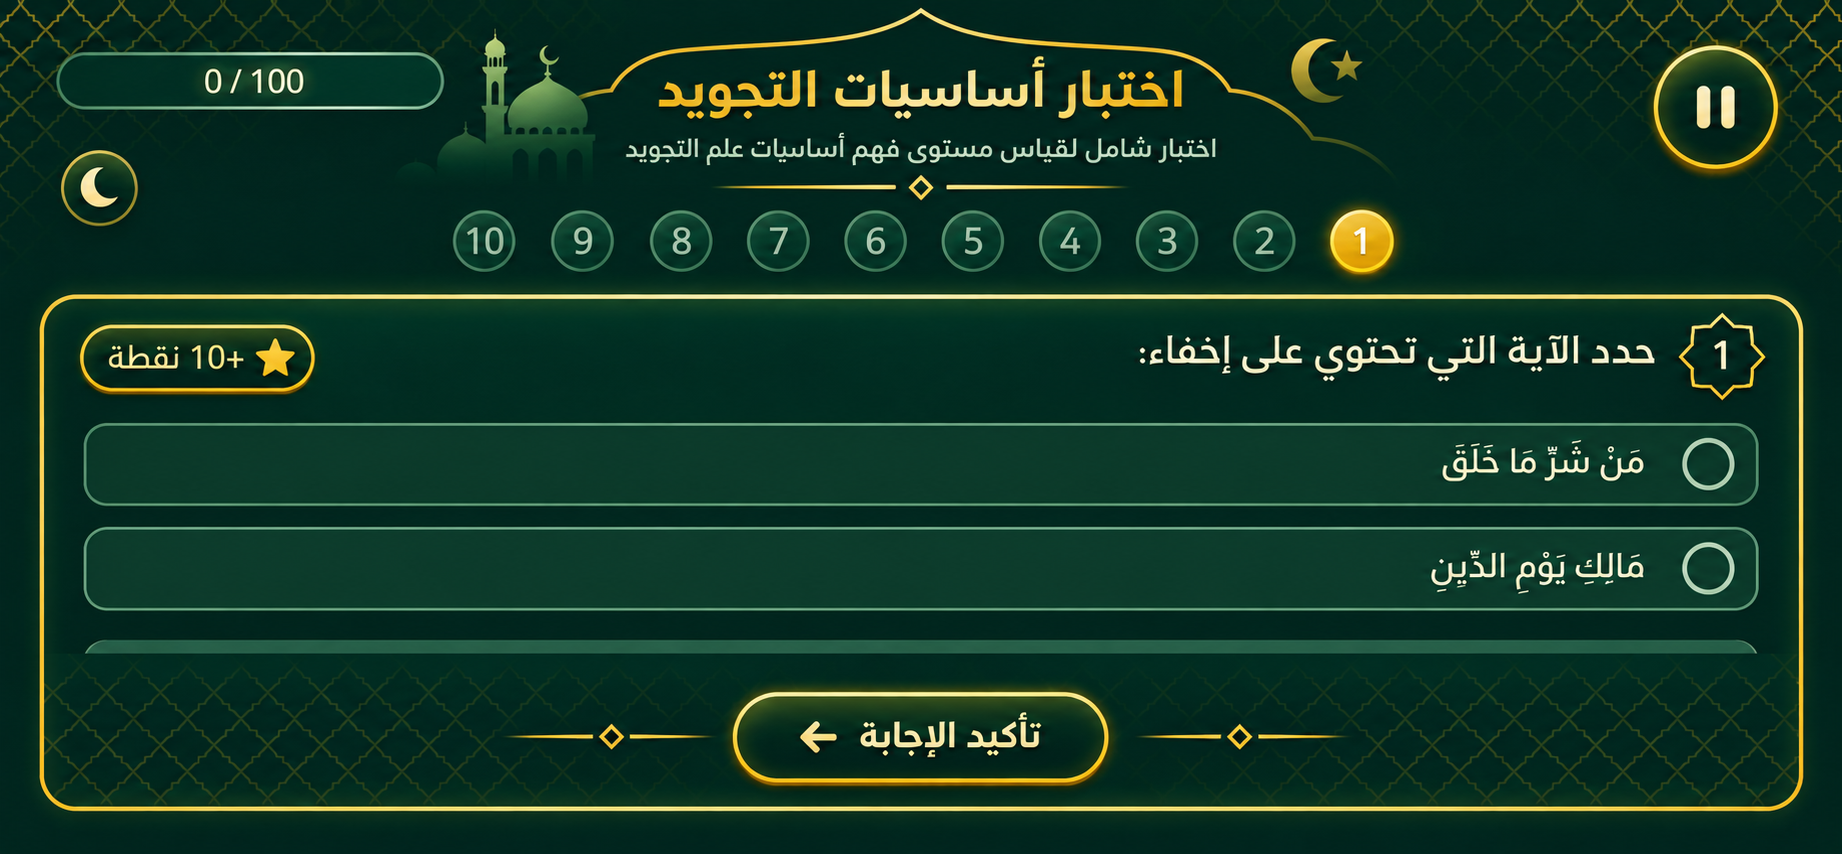 0 / 100
اختبار أساسيات التجويد
اختبار شامل لقياس مستوى فهم أساسيات علم التجويد
1 2 3 4 5 6 7 8 9 10
1
حدد الآية التي تحتوي على إخفاء:
+10 نقطة
مَنْ شَرِّ مَا خَلَقَ
مَالِكِ يَوْمِ الدِّيِنِ
تأكيد الإجابة